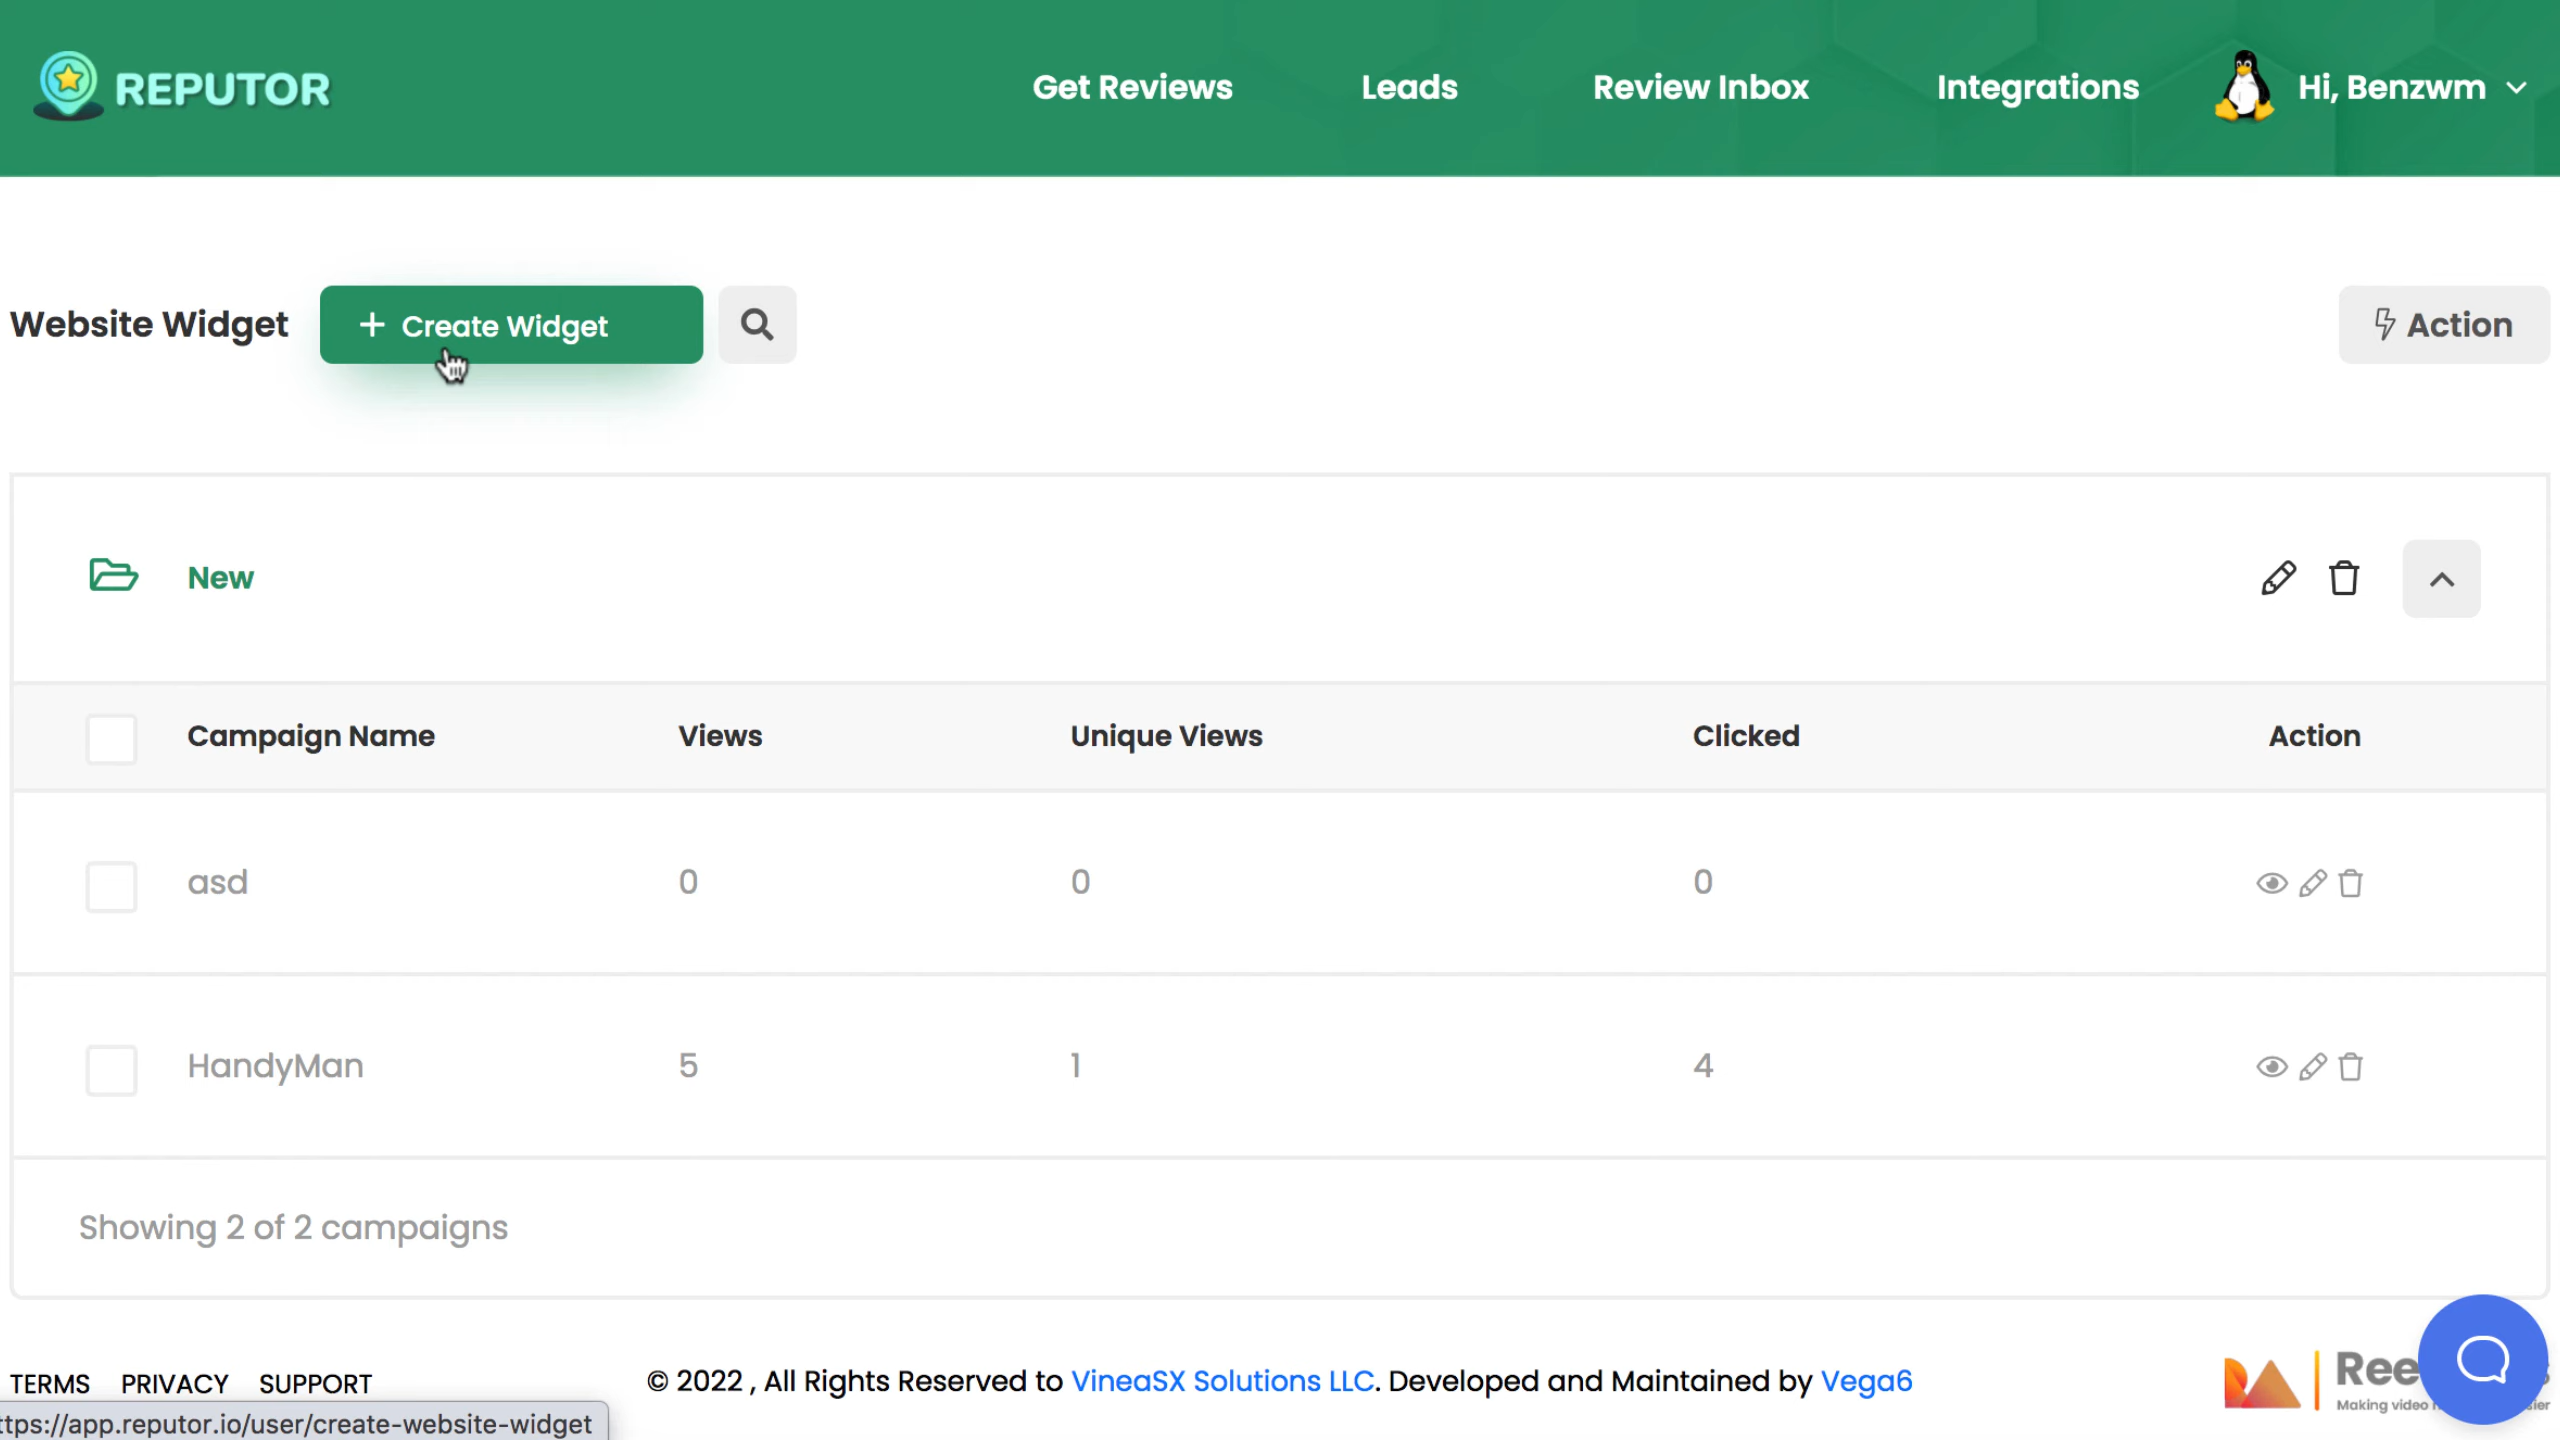 REPUTOR
Get Reviews
Leads
Review Inbox
Integrations
Hi, Benzwm
Website Widget
+ Create Widget
Action
New
Campaign Name
Views
Unique Views
Clicked
Action
asd
0
0
0
HandyMan
5
1
4
Showing 2 of 2 campaigns
TERMS
PRIVACY
SUPPORT
© 2022 , All Rights Reserved to VineaSX Solutions LLC. Developed and Maintained by Vega6
Making video
ttps://app.reputor.io/user/create-website-widget